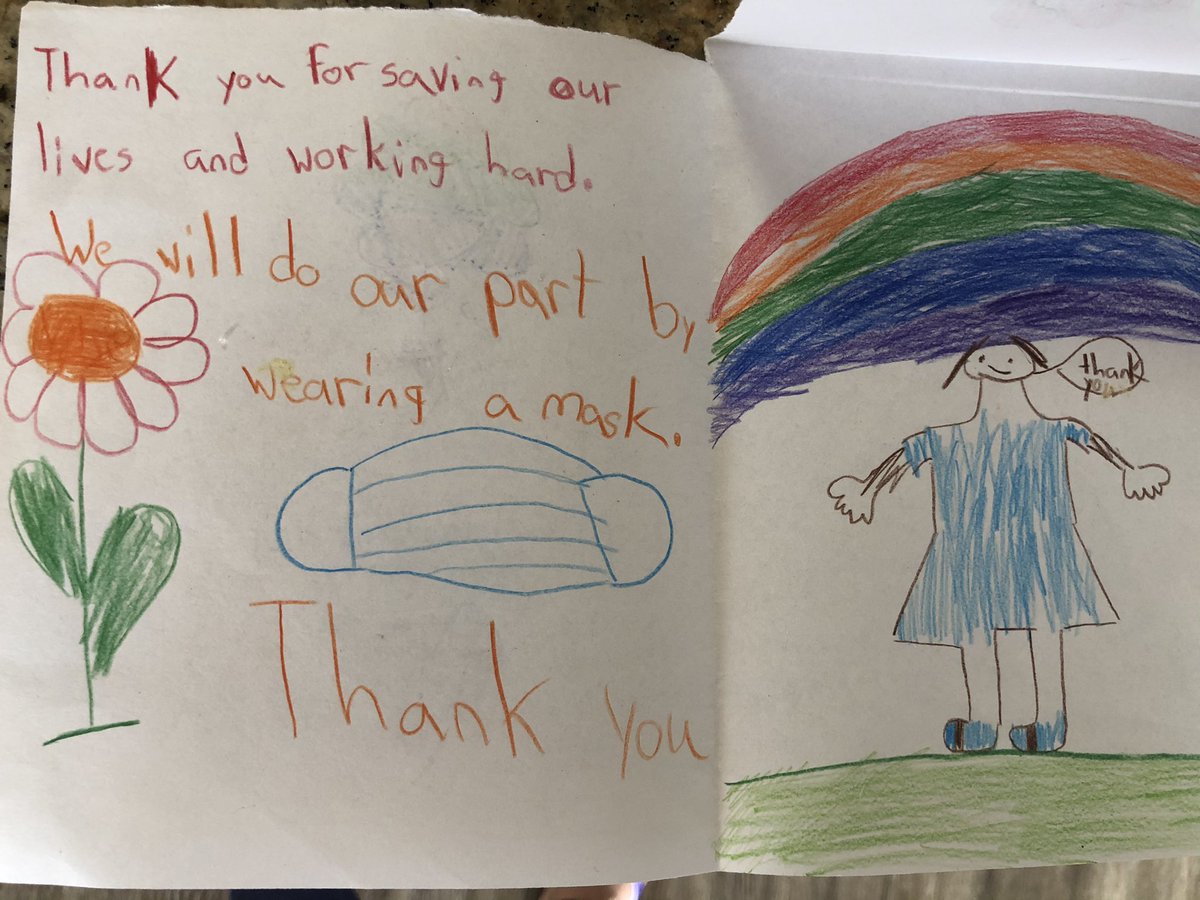 Thank you for saving our
lives and working hard.
We will do our part by
wearing a mask.
Thank you
thank
you